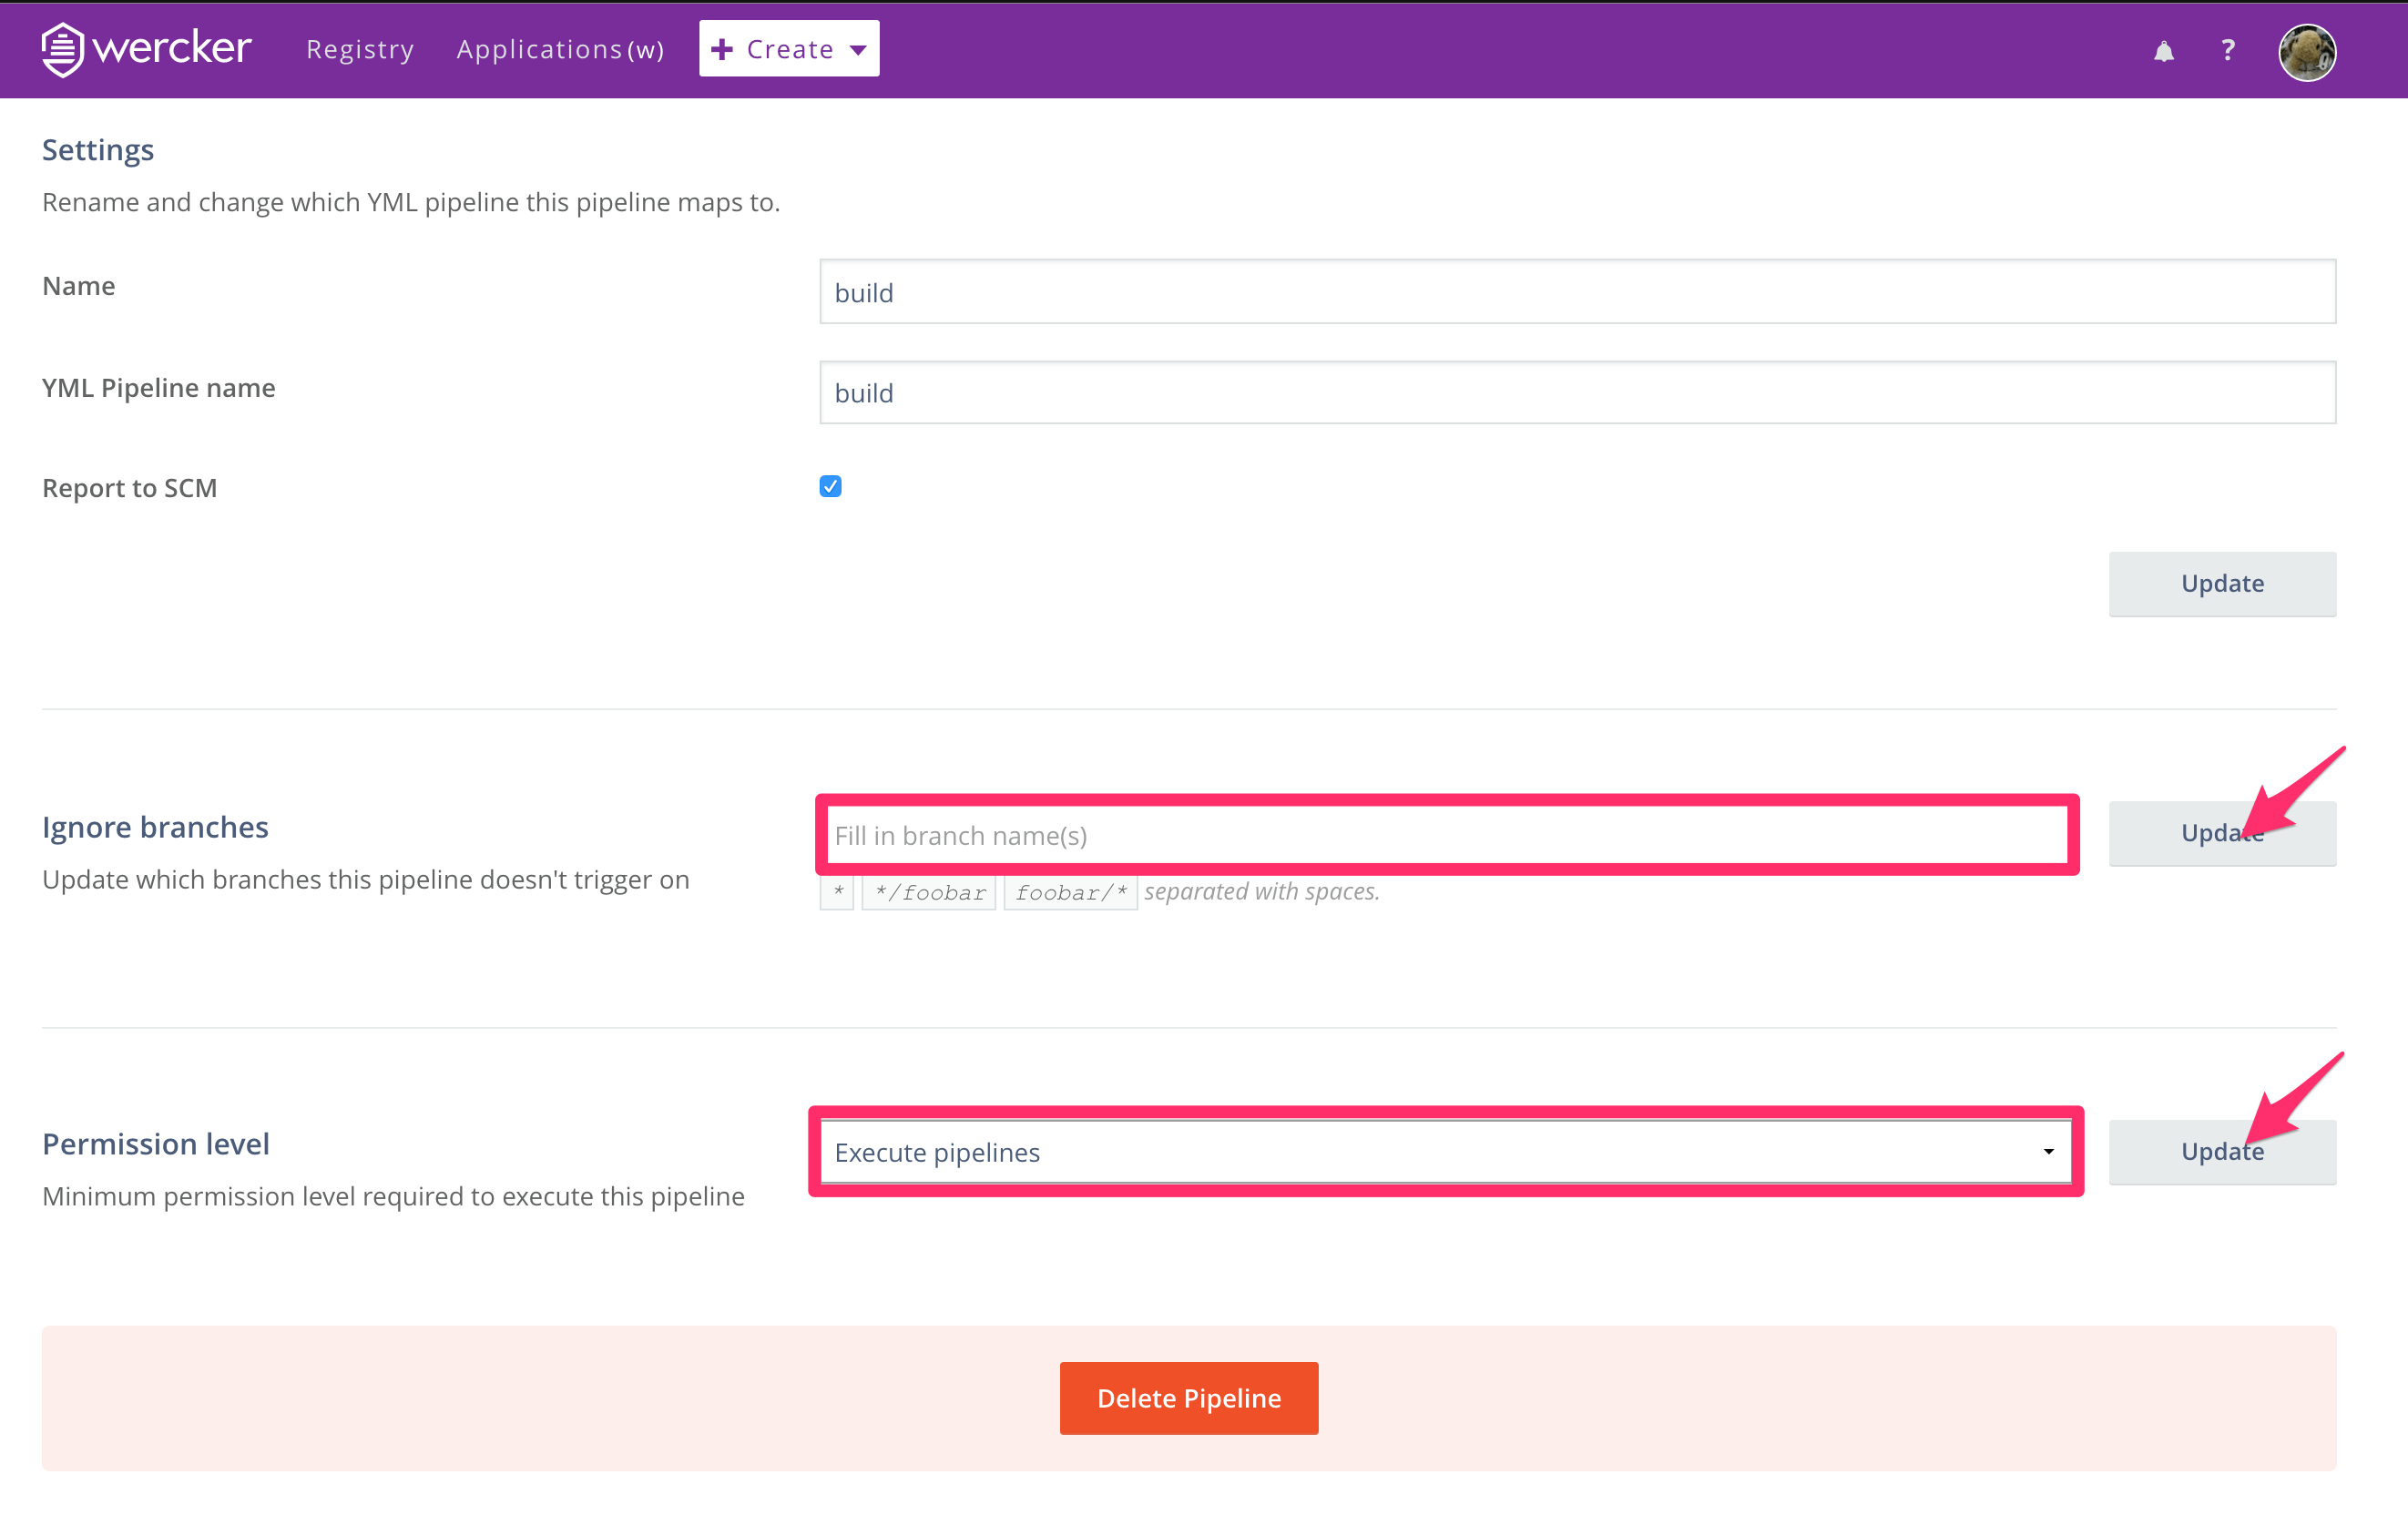 wercker Registry Applications (w) + Create ?
Settings
Rename and change which YML pipeline this pipeline maps to.
Name
build
YML Pipeline name
build
Report to SCM
Update
Ignore branches
Fill in branch name(s)
Update
Update which branches this pipeline doesn't trigger on
* */foobar foobar/* separated with spaces.
Permission level
Execute pipelines
Update
Minimum permission level required to execute this pipeline
Delete Pipeline